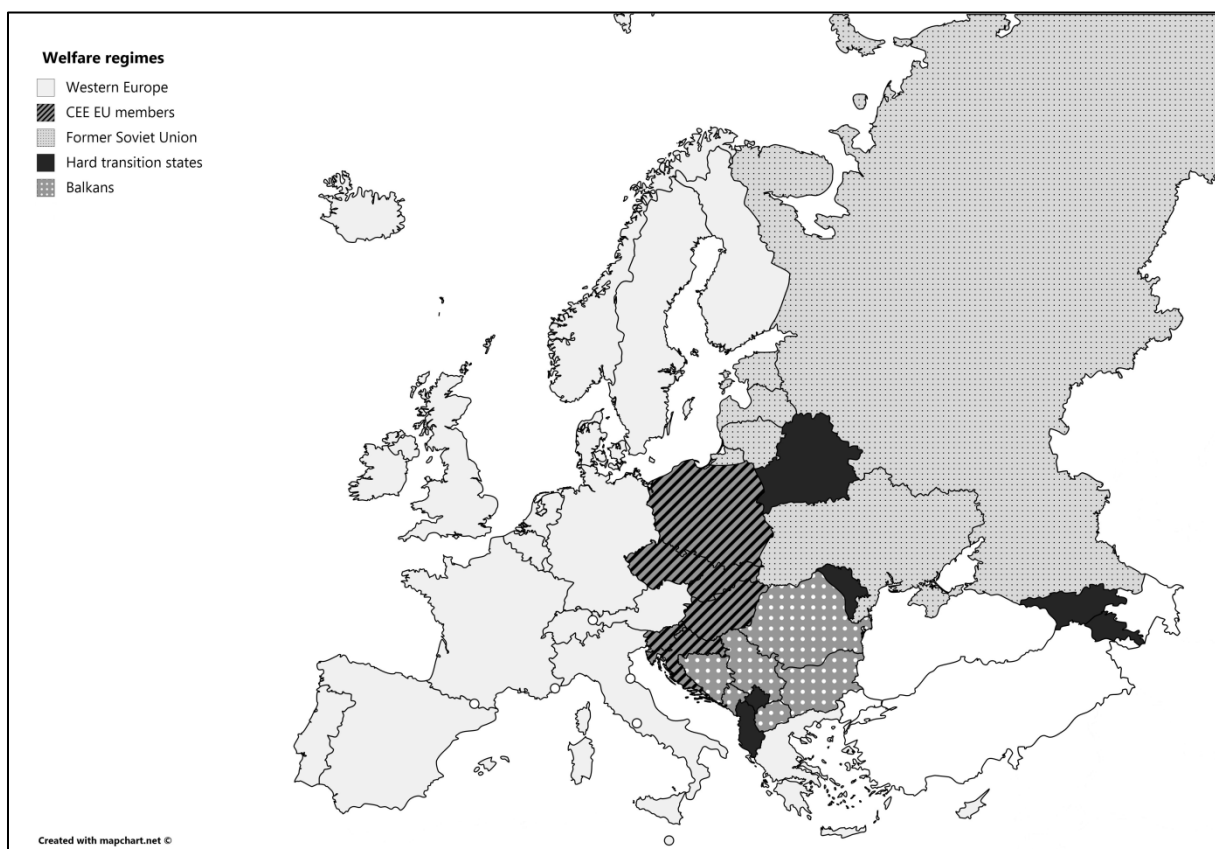 Welfare regimes
Western Europe
CEE EU members
Former Soviet Union
Hard transition states
Balkans
Created with mapchart.net ©